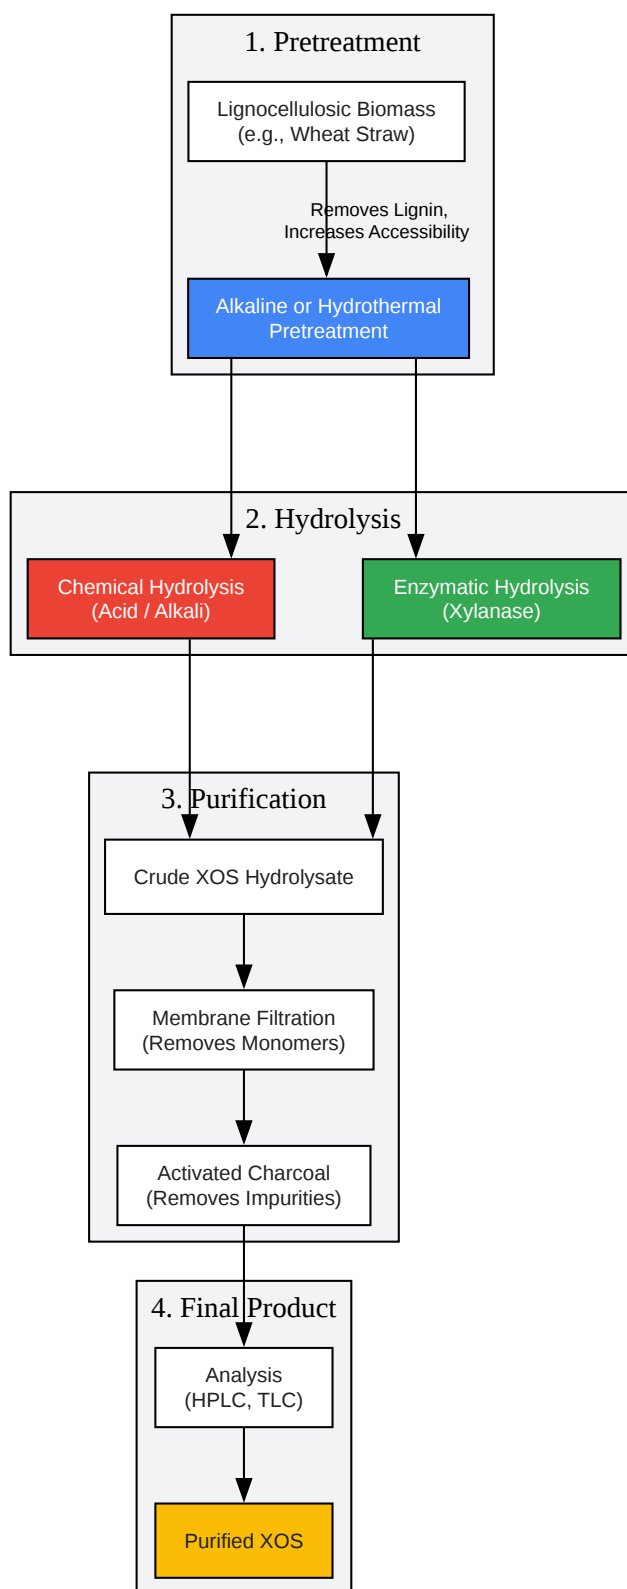 1. Pretreatment
Lignocellulosic Biomass
(e.g., Wheat Straw)
Removes Lignin,
Increases Accessibility
Alkaline or Hydrothermal
Pretreatment
2. Hydrolysis
Chemical Hydrolysis
(Acid / Alkali)
Enzymatic Hydrolysis
(Xylanase)
3. Purification
Crude XOS Hydrolysate
Membrane Filtration
(Removes Monomers)
Activated Charcoal
(Removes Impurities)
4. Final Product
Analysis
(HPLC, TLC)
Purified XOS